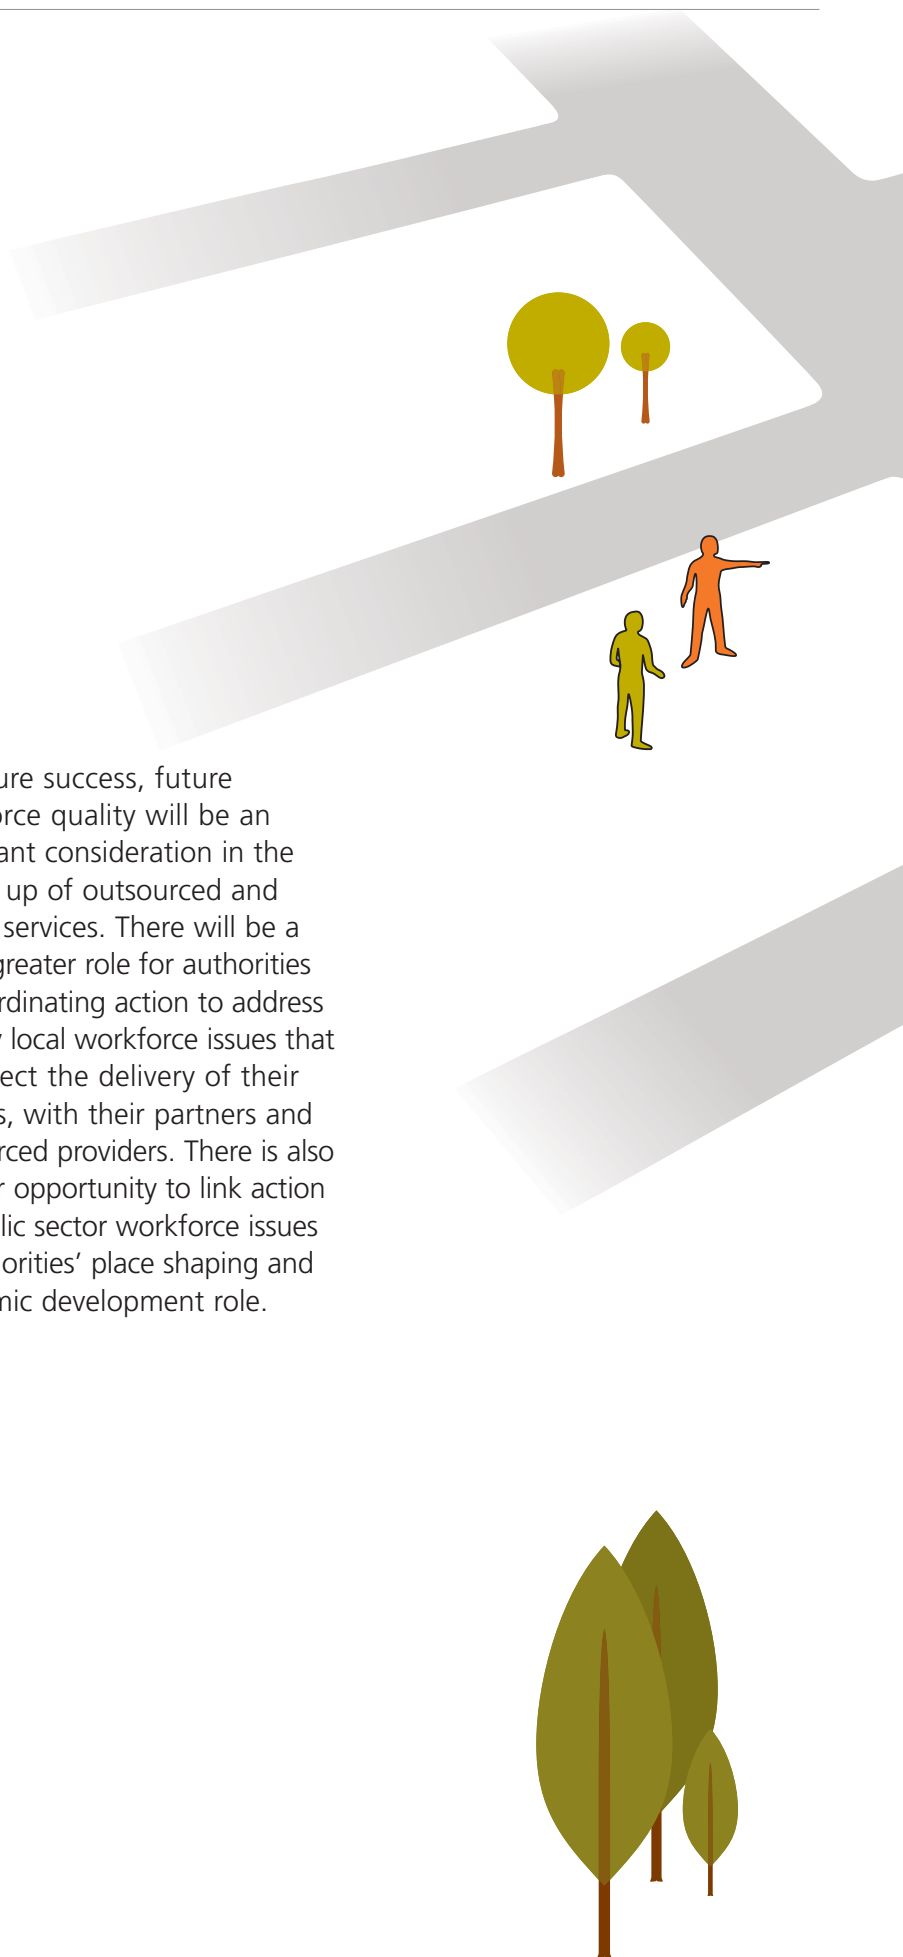 ure success, future
orce quality will be an
ant consideration in the
up of outsourced and
services. There will be a
greater role for authorities
rdinating action to address
y local workforce issues that
ect the delivery of their
s, with their partners and
rced providers. There is also
r opportunity to link action
lic sector workforce issues
orities’ place shaping and
mic development role.